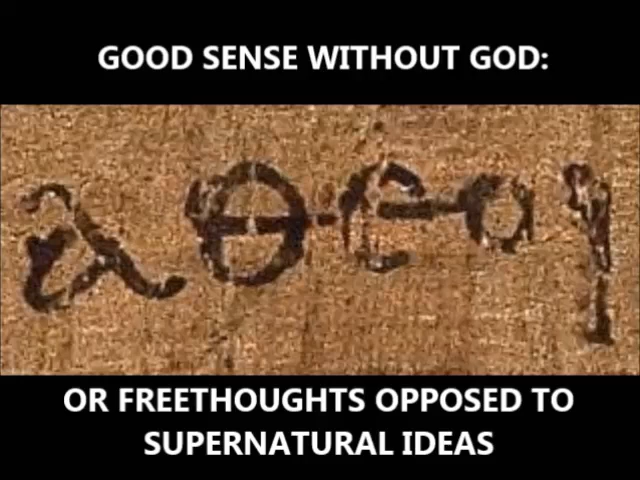 GOOD SENSE WITHOUT GOD:
αθεοι
OR FREETHOUGHTS OPPOSED TO
SUPERNATURAL IDEAS